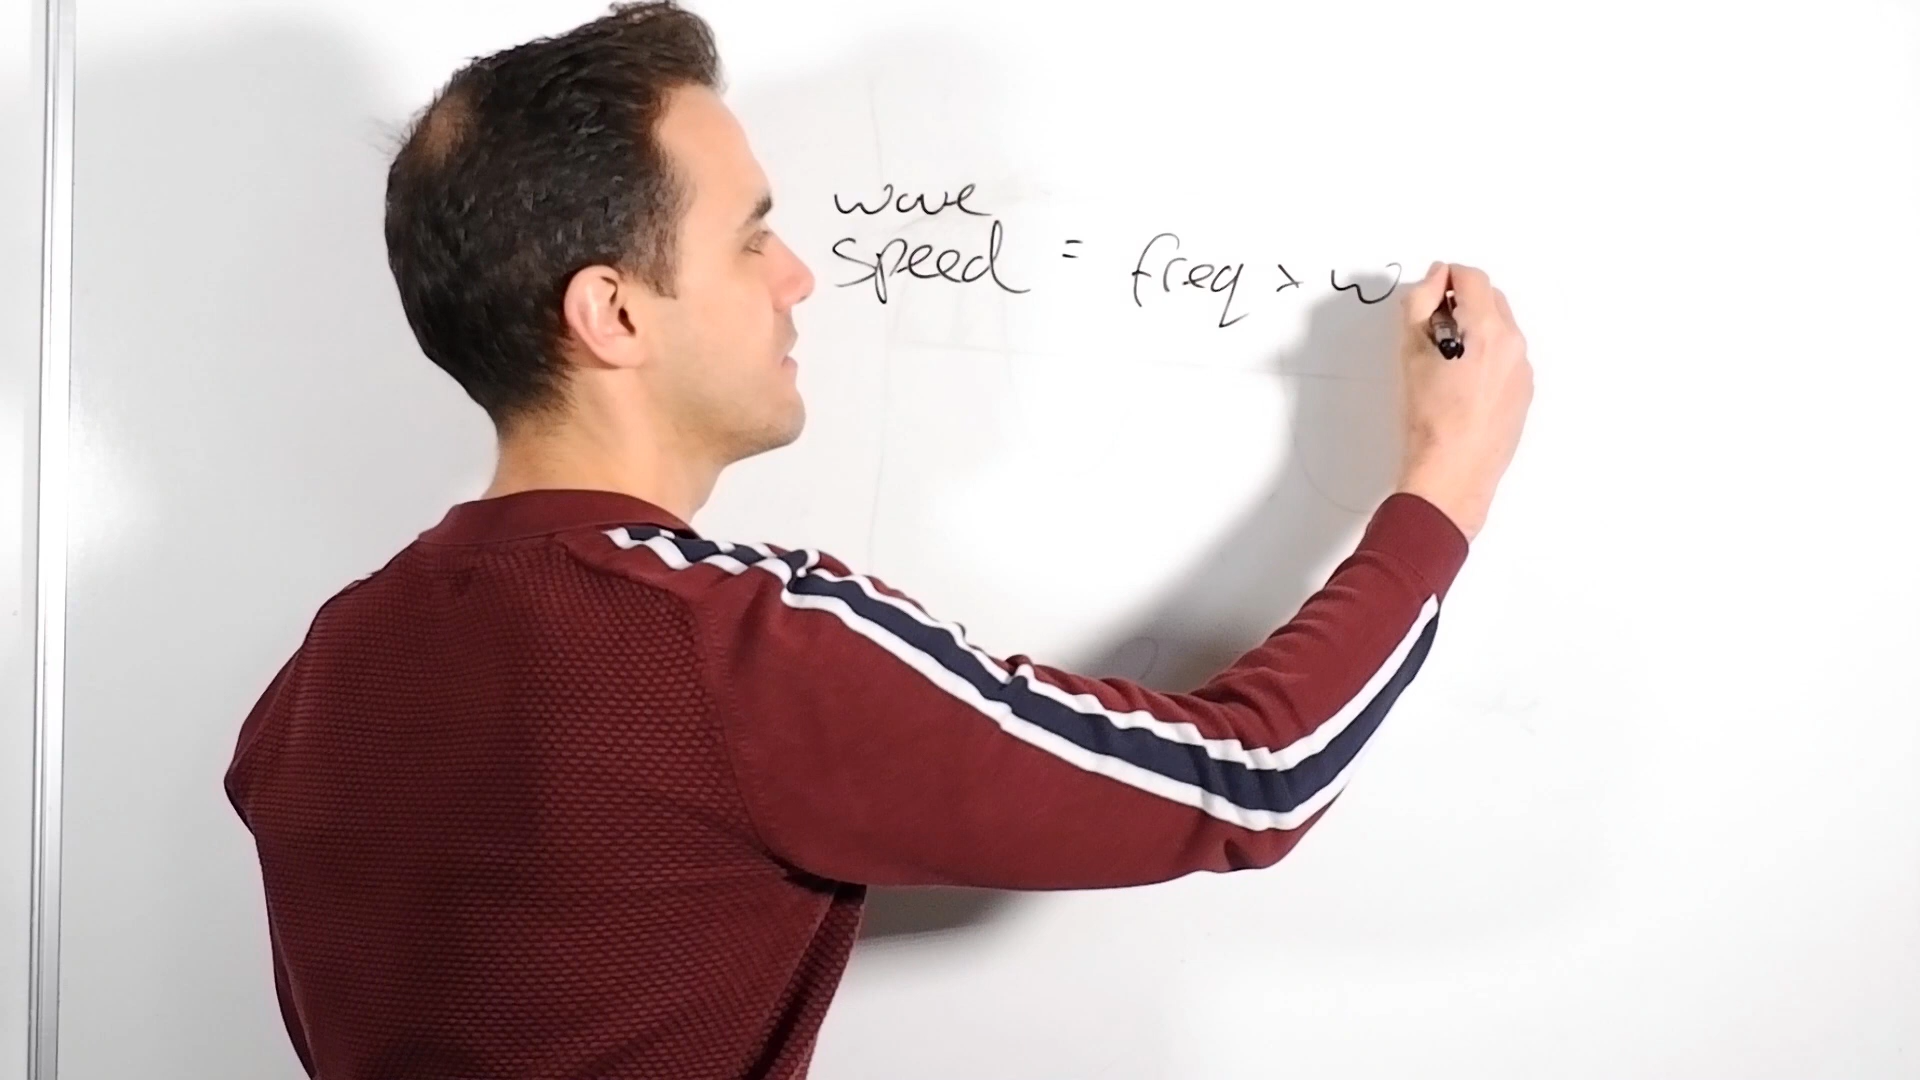 wave
speed = freq × w